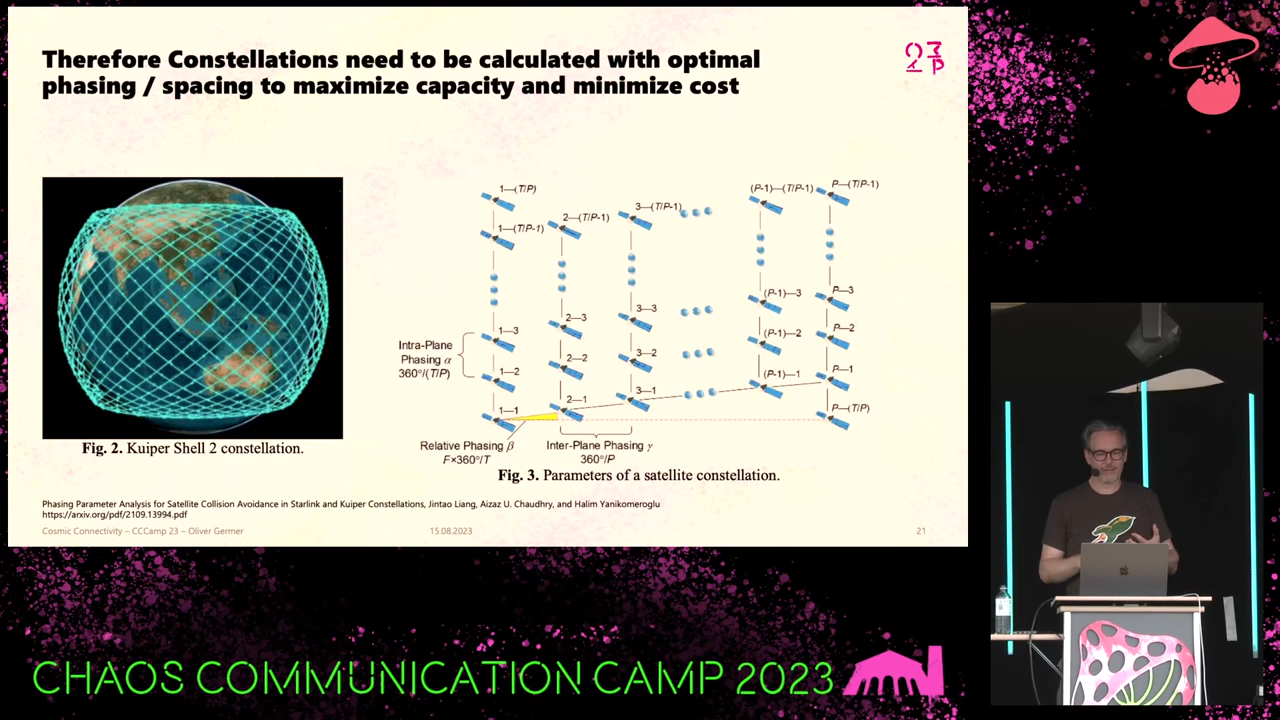 Therefore Constellations need to be calculated with optimal
phasing / spacing to maximize capacity and minimize cost
1—(T/P)
1—(T/P-1)
1—3
1—2
1—1
2—(T/P-1)
2—3
2—2
2—1
3—(T/P-1)
3—3
3—2
3—1
(P-1)—(T/P-1)
(P-1)—3
(P-1)—2
(P-1)—1
P—(T/P-1)
P—3
P—2
P—1
P—(T/P)
Intra-Plane
Phasing α
360°/(T/P)
Relative Phasing β
F×360°/T
Inter-Plane Phasing γ
360°/P
Fig. 2. Kuiper Shell 2 constellation.
Fig. 3. Parameters of a satellite constellation.
Phasing Parameter Analysis for Satellite Collision Avoidance in Starlink and Kuiper Constellations, Jintao Liang, Aizaz U. Chaudhry, and Halim Yanikomeroglu
https://arxiv.org/pdf/2109.13994.pdf
Cosmic Connectivity – CCCamp 23 – Oliver Germer
15.08.2023
21
CHAOS COMMUNICATION CAMP 2023